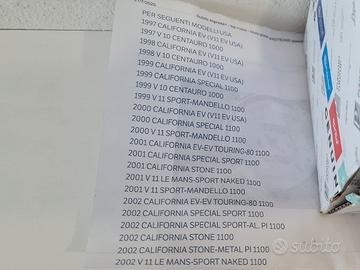 PER SEGUENTI MODELLI USA.
1997 CALIFORNIA EV (V11 EV USA)
1997 V 10 CENTAURO 1000
1998 CALIFORNIA EV (V11 EV USA)
1998 V 10 CENTAURO 1000
1999 CALIFORNIA EV (V11 EV USA)
1999 CALIFORNIA SPECIAL 1100
1999 V 10 CENTAURO 1000
1999 V 11 SPORT-MANDELLO 1100
2000 CALIFORNIA EV (V11 EV USA)
2000 CALIFORNIA SPECIAL 1100
2000 V 11 SPORT-MANDELLO 1100
2001 CALIFORNIA EV-EV TOURING-80 1100
2001 CALIFORNIA SPECIAL SPORT 1100
2001 CALIFORNIA STONE 1100
2001 V 11 LE MANS-SPORT NAKED 1100
2001 V 11 SPORT-MANDELLO 1100
2002 CALIFORNIA EV-EV TOURING-80 1100
2002 CALIFORNIA SPECIAL SPORT 1100
2002 CALIFORNIA SPECIAL SPORT-AL. PI 1100
2002 CALIFORNIA STONE 1100
2002 CALIFORNIA STONE-METAL PI 1100
2002 V 11 LE MANS-SPORT NAKED 1100
subito